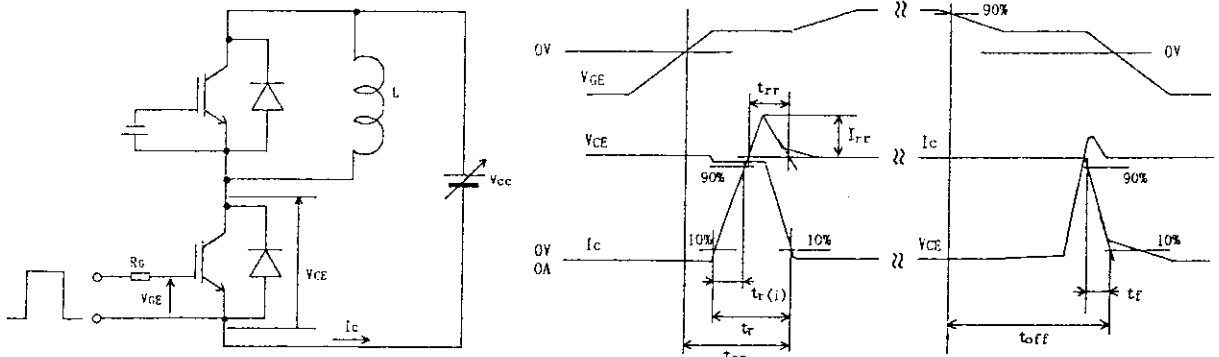 L
Vcc
RG
VGE
VCE
Ic
0V
VGE
trr
Irr
VCE
90%
Ic
10%
10%
0V
0A
tr(i)
tr
90%
0V
Ic
90%
VCE
10%
tf
toff